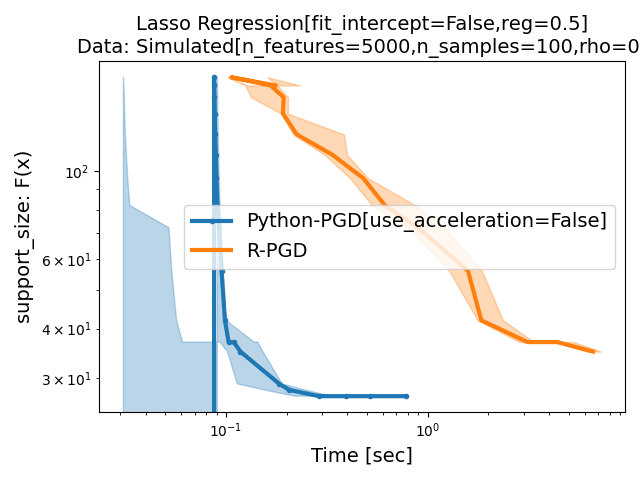 Lasso Regression[fit_intercept=False,reg=0.5]
Data: Simulated[n_features=5000,n_samples=100,rho=0
support_size: F(x)
10²
6 × 10¹
4 × 10¹
3 × 10¹
Python-PGD[use_acceleration=False]
R-PGD
10⁻¹
10⁰
Time [sec]